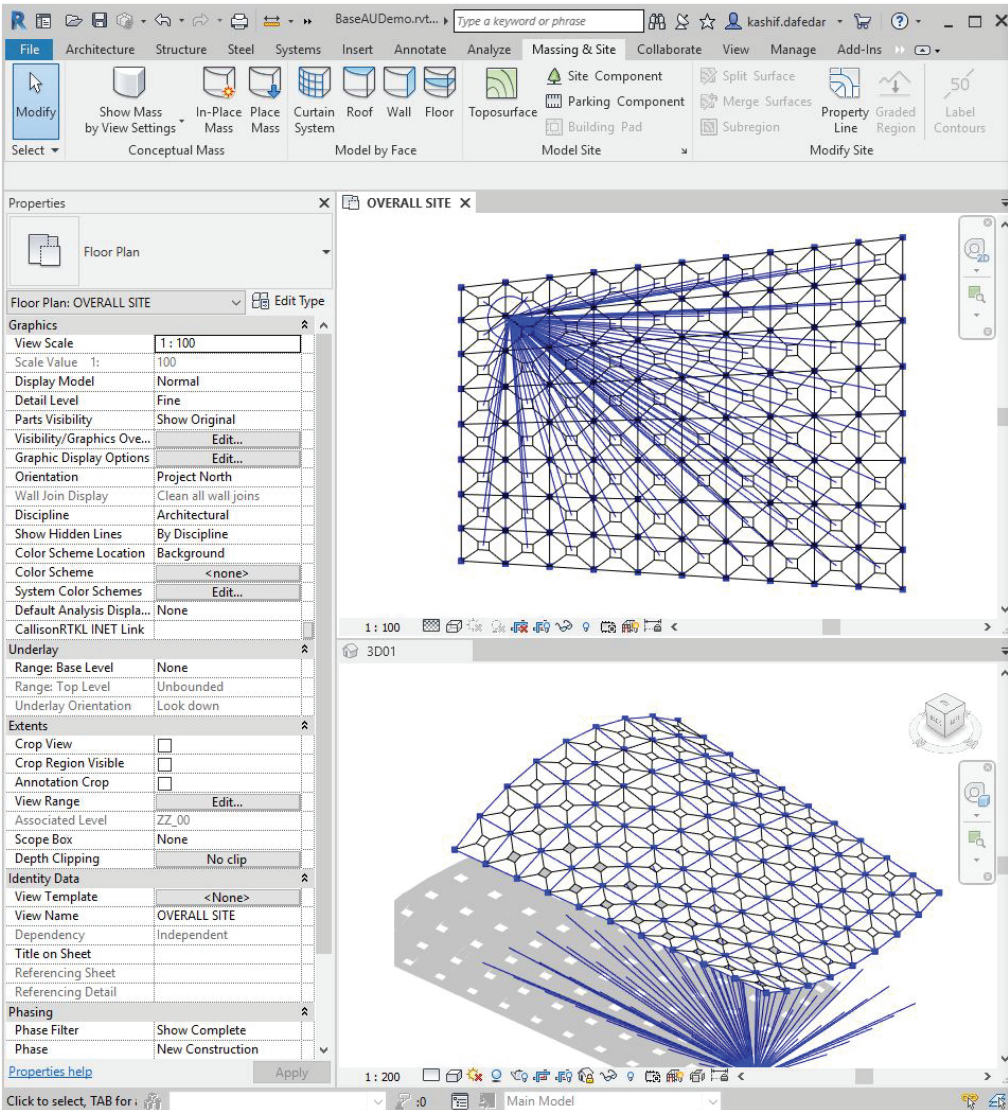 BaseAUDemo.rvt...
Type a keyword or phrase
kashif.dafedar
File Architecture Structure Steel Systems Insert Annotate Analyze Massing & Site Collaborate View Manage Add-Ins
Modify
Show Mass
by View Settings
In-Place
Mass
Place
Mass
Curtain
System
Roof
Wall
Floor
Toposurface
Site Component
Parking Component
Building Pad
Split Surface
Merge Surfaces
Subregion
Property
Line
Graded
Region
50
Label
Contours
Select
Conceptual Mass
Model by Face
Model Site
Modify Site
Properties
Floor Plan
Floor Plan: OVERALL SITE
Edit Type
Graphics
View Scale 1 : 100
Scale Value 1: 100
Display Model Normal
Detail Level Fine
Parts Visibility Show Original
Visibility/Graphics Ove... Edit...
Graphic Display Options Edit...
Orientation Project North
Wall Join Display Clean all wall joins
Discipline Architectural
Show Hidden Lines By Discipline
Color Scheme Location Background
Color Scheme <none>
System Color Schemes Edit...
Default Analysis Displa... None
CallisonRTKL INET Link
Underlay
Range: Base Level None
Range: Top Level Unbounded
Underlay Orientation Look down
Extents
Crop View
Crop Region Visible
Annotation Crop
View Range Edit...
Associated Level ZZ_00
Scope Box None
Depth Clipping No clip
Identity Data
View Template <None>
View Name OVERALL SITE
Dependency Independent
Title on Sheet
Referencing Sheet
Referencing Detail
Phasing
Phase Filter Show Complete
Phase New Construction
Properties help
Apply
OVERALL SITE
2D
1 : 100
3D01
1 : 200
Click to select, TAB for
:0
Main Model